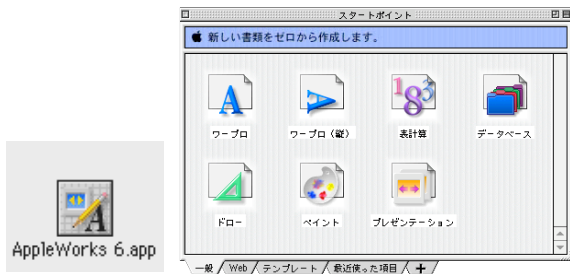 AppleWorks 6.app
スタートポイント
新しい書類をゼロから作成します。
ワープロ
ワープロ（縦）
表計算
データベース
ドロー
ペイント
プレゼンテーション
一般
Web
テンプレート
最近使った項目
+